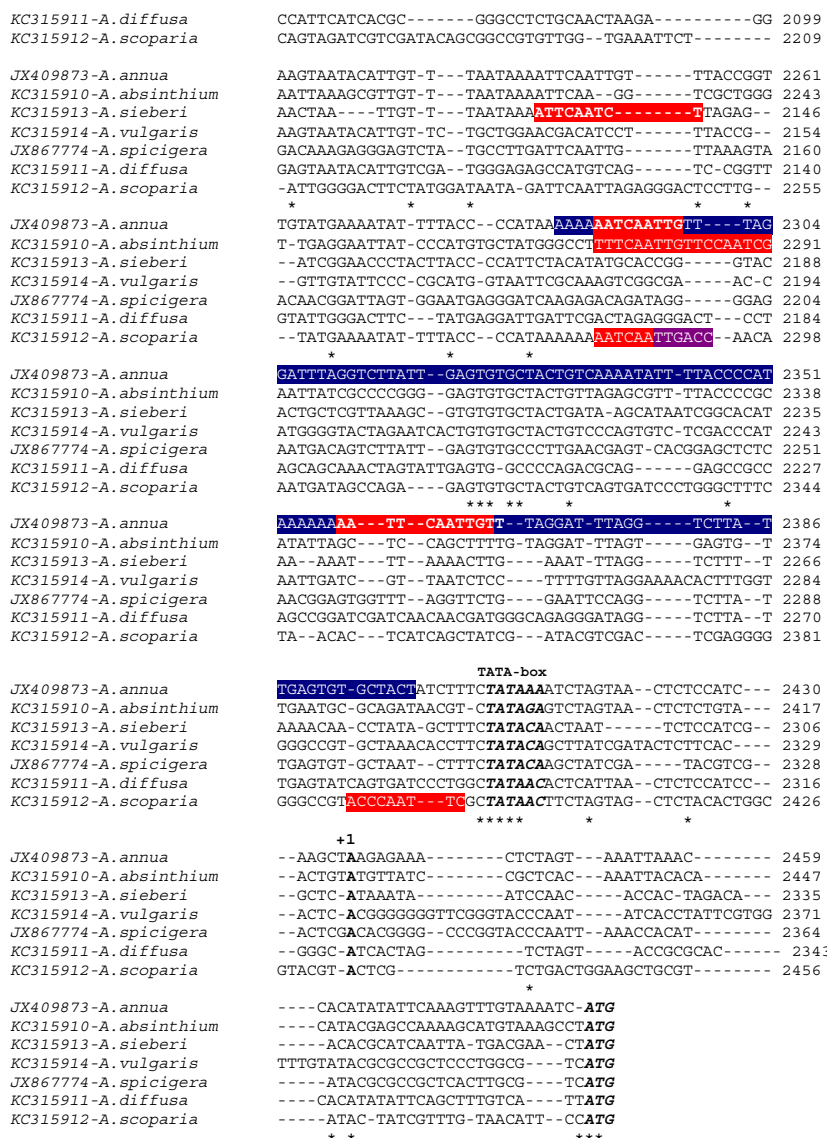 KC315911-A.diffusa CCATTCATCACGC-------GGGCCTCTGCAACTAAGA----------GG 2099
KC315912-A.scoparia CAGTAGATCGTCGATACAGCGGCCGTGTTGG--TGAAATTCT-------- 2209
JX409873-A.annua AAGTAATACATTGT-T---TAATAAAATTCAATTGT------TTACCGGT 2261
KC315910-A.absinthium AATTAAAGCGTTGT-T---TAATAAAATTCAA--GG------TCGCTGGG 2243
KC315913-A.sieberi AACTAA----TTGT-T---TAATAAAATTCAATC--------TTAGAG-- 2146
KC315914-A.vulgaris AAGTAATACATTGT-TC--TGCTGGAACGACATCCT------TTACCG-- 2154
JX867774-A.spicigera GACAAAGAGGGAGTCTA--TGCCTTGATTCAATTG-------TTAAAGTA 2160
KC315911-A.diffusa GAGTAATACATTGTCGA--TGGGAGAGCCATGTCAG------TC-CGGTT 2140
KC315912-A.scoparia -ATTGGGGACTTCTATGGATAATA-GATTCAATTAGAGGGACTCCTTG-- 2255
* * * * *
JX409873-A.annua TGTATGAAAATAT-TTTACC--CCATAAAAAAAATCAATTGTT----TAG 2304
KC315910-A.absinthium T-TGAGGAATTAT-CCCATGTGCTATGGGCCTTTTCAATTGTTCCAATCG 2291
KC315913-A.sieberi --ATCGGAACCCTACTTACC-CCATTCTACATATGCACCGG-----GTAC 2188
KC315914-A.vulgaris --GTTGTATTCCC-CGCATG-GTAATTCGCAAAGTCGGCGA-----AC-C 2194
JX867774-A.spicigera ACAACGGATTAGT-GGAATGAGGGATCAAGAGACAGATAGG----GGAG 2204
KC315911-A.diffusa GTATTGGGACTTC-TATGAGGATTGATTCGACTAGAGGGACT----CCT 2184
KC315912-A.scoparia --TATGAAAATAT-TTTACC-CCATAAAAAAAATCAATTGACC--AACA 2298
* * *
JX409873-A.annua GATTTAGGTCTTATT-GAGTGTGCTACTGTCAAAATATT-TTACCCCAT 2351
KC315910-A.absinthium AATTATCGCCCCGGG-GAGTGTGCTACTGTTAGAGCGTT-TTACCCCGC 2338
KC315913-A.sieberi ACTGCTCGTTAAAGC-GTGTGTGCTACTGATA-AGCATAATCGGCACAT 2235
KC315914-A.vulgaris ATGGGGTACTAGAATCACTGTGTGCTACTGTCCCAGTGTC-TCGACCCAT 2243
JX867774-A.spicigera AATGACAGTCTTATT-GAGTGTGCCCTTGAACGAGT-CACGGAGCTCTC 2251
KC315911-A.diffusa AGCAGCAAACTAGTATTGAGTG-GCCCCAGACGCAG-----GAGCCGCC 2227
KC315912-A.scoparia AATGATAGCCAGA---GAGTGTGCTACTGTCAGTGATCCCTGGGCTTTC 2344
*** ** * *
JX409873-A.annua AAAAAAAA---TT--CAATTGTT--TAGGAT-TTAGG-----TCTTA--T 2386
KC315910-A.absinthium ATATTAGC---TC--CAGCTTTTG-TAGGAT-TTAGT-----GAGTG--T 2374
KC315913-A.sieberi AA--AAAT---TT--AAAACTTG----AAAT-TTAGG-----TCTTT--T 2266
KC315914-A.vulgaris AATTGATC---GT--TAATCTCC----TTTTGTTAGGAAAACACTTTGGT 2284
JX867774-A.spicigera AACGGAGTGGTTT--AGGTTCTG----GAATTCCAGG-----TCTTA--T 2288
KC315911-A.diffusa AGCCGGATCGATCAACAACGATGGGCAGAGGGATAGG-----TCTTA--T 2270
KC315912-A.scoparia TA--ACAC---TCATCAGCTATCG---ATACGTCGAC-----TCGAGGGG 2381
TATA-box
JX409873-A.annua TGAGTGT-GCTACTATCTTTCTATAAAATCTAGTAA--CTCTCCATC--- 2430
KC315910-A.absinthium TGAATGC-GCAGATAACGT-CTATAGAGTCTAGTAA--CTCTCTGTA--- 2417
KC315913-A.sieberi AAAACAA-CCTATA-GCTTTCTATACAACTAAT------TCTCCATCG-- 2306
KC315914-A.vulgaris GGGCCGT-GCTAAACACCTTCTATACAGCTTATCGATACTCTTCAC---- 2329
JX867774-A.spicigera TGAGTGT-GCTAAT--CTTTCTATACAAGCTATCGA-----TACGTCG-- 2328
KC315911-A.diffusa TGAGTATCAGTGATCCCTGGCTATAACACTCATTAA--CTCTCCATCC-- 2316
KC315912-A.scoparia GGGCCGTACCCAAT---TCGCTATAACTTCTAGTAG--CTCTACACTGGC 2426
***** * *
+1
JX409873-A.annua --AAGCTAAGAGAAA--------CTCTAGT---AAATTAAAC-------- 2459
KC315910-A.absinthium --ACTGTATGTTATC--------CGCTCAC---AAATTACACA------- 2447
KC315913-A.sieberi --GCTC-ATAAATA---------ATCCAAC----ACCAC-TAGACA---- 2335
KC315914-A.vulgaris --ACTC-ACGGGGGGGTTCGGGTACCCAAT----ATCACCTATTCGTGG 2371
JX867774-A.spicigera --ACTCGACACGGGG---CCCGGTACCCAATT--AAACCACAT------- 2364
KC315911-A.diffusa --GGGC-ATCACTAG----------TCTAGT----ACCGCGCAC------ 2343
KC315912-A.scoparia GTACGT-ACTCG-------------TCTGACTGGAAGCTGCGT------- 2456
*
JX409873-A.annua ----CACATATATTCAAAGTTTGTAAAATC-ATG
KC315910-A.absinthium ----CATACGAGCCAAAAGCATGTAAAGCCTATG
KC315913-A.sieberi ----ACACGCATCAATTA-TGACGAA--CTATG
KC315914-A.vulgaris TTTGTATACGCGCCGCTCCCTGGCG----TCATG
JX867774-A.spicigera -----ATACGCGCCGCTCACTTGCG----TCATG
KC315911-A.diffusa ----CACATATATTCAGCTTTGTCA----TTATG
KC315912-A.scoparia -----ATAC-TATCGTTTG-TAACATT--CCATG
* * ***